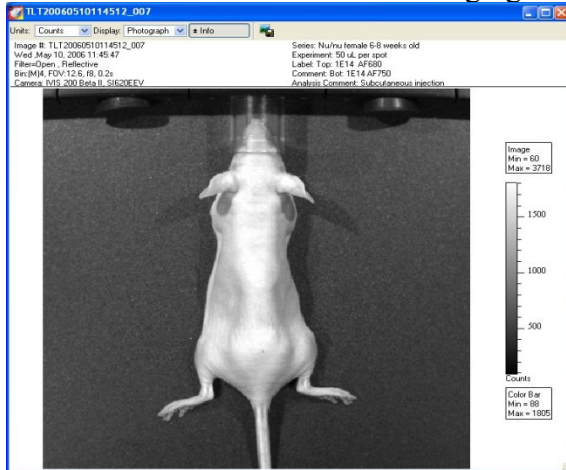 TLT20060510114512_007
Units: Counts Display: Photograph ± Info
Image #: TLT20060510114512_007
Wed ,May 10, 2006 11:45:47
Filter=Open , Reflective
Bin:(M)4, FOV:12.6, f8, 0.2s
Camera: IVIS 200 Beta II, SI620EEV
Series: Nu/nu female 6-8 weeks old
Experiment: 50 uL per spot
Label: Top: 1E14 AF680
Comment: Bot: 1E14 AF750
Analysis Comment: Subcutaneous injection
Image
Min = 60
Max = 3718
1500
1000
500
Counts
Color Bar
Min = 88
Max = 1805